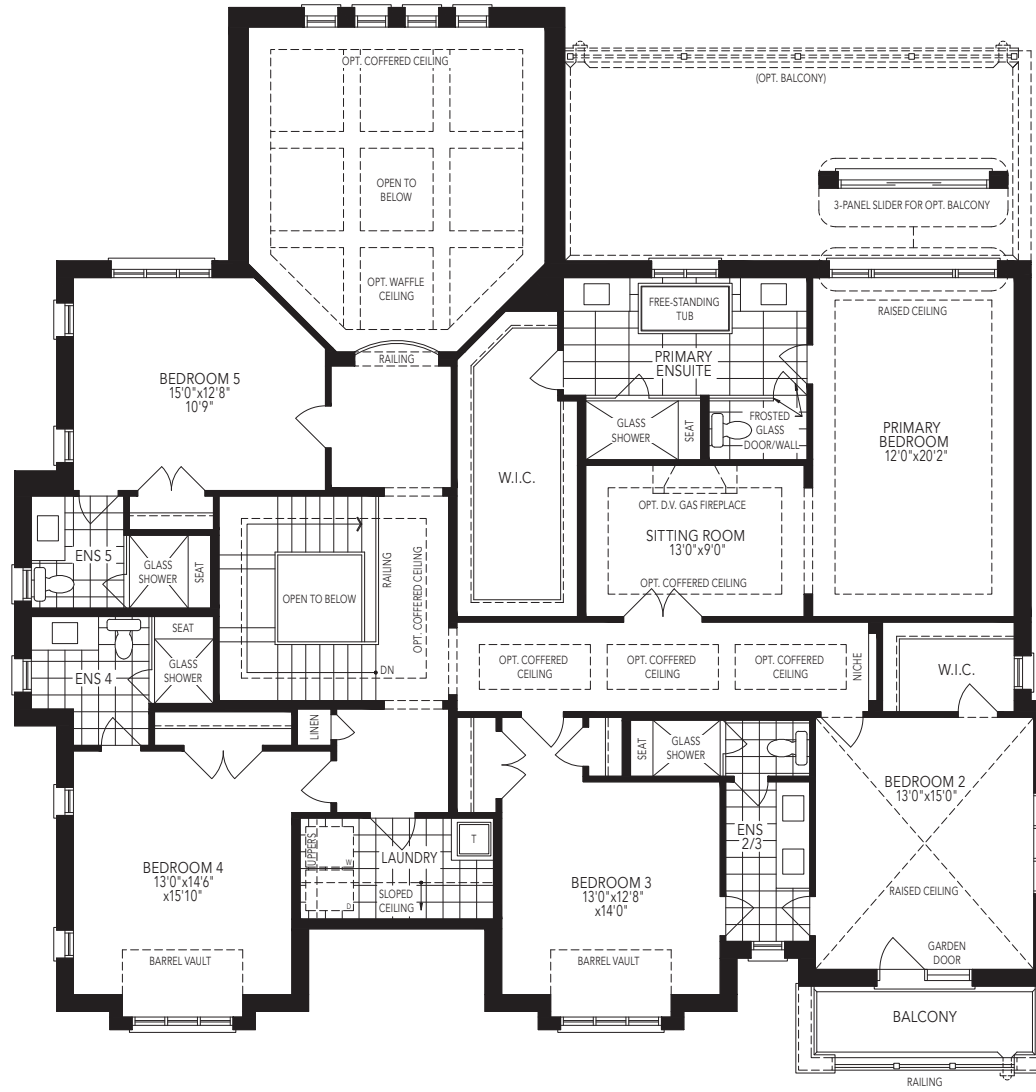 OPT. COFFERED CEILING
(OPT. BALCONY)
OPEN TO
BELOW
3-PANEL SLIDER FOR OPT. BALCONY
OPT. WAFFLE
CEILING
FREE-STANDING
TUB
RAISED CEILING
RAILING
PRIMARY
ENSUITE
BEDROOM 5
15'0"x12'8"
10'9"
GLASS
SHOWER
SEAT
FROSTED
GLASS
DOOR/WALL
PRIMARY
BEDROOM
12'0"x20'2"
W.I.C.
OPT. D.V. GAS FIREPLACE
SITTING ROOM
13'0"x9'0"
OPT. COFFERED CEILING
ENS 5
GLASS
SHOWER
SEAT
OPEN TO BELOW
RAILING
OPT. COFFERED CEILING
DN
SEAT
GLASS
SHOWER
ENS 4
OPT. COFFERED
CEILING
OPT. COFFERED
CEILING
OPT. COFFERED
CEILING
NICHE
W.I.C.
LINEN
SEAT
GLASS
SHOWER
BEDROOM 2
13'0"x15'0"
ENS
2/3
UPPERS
W
D
LAUNDRY
T
SLOPED
CEILING
BEDROOM 4
13'0"x14'6"
x15'10"
BEDROOM 3
13'0"x12'8"
x14'0"
RAISED CEILING
BARREL VAULT
BARREL VAULT
GARDEN
DOOR
BALCONY
RAILING